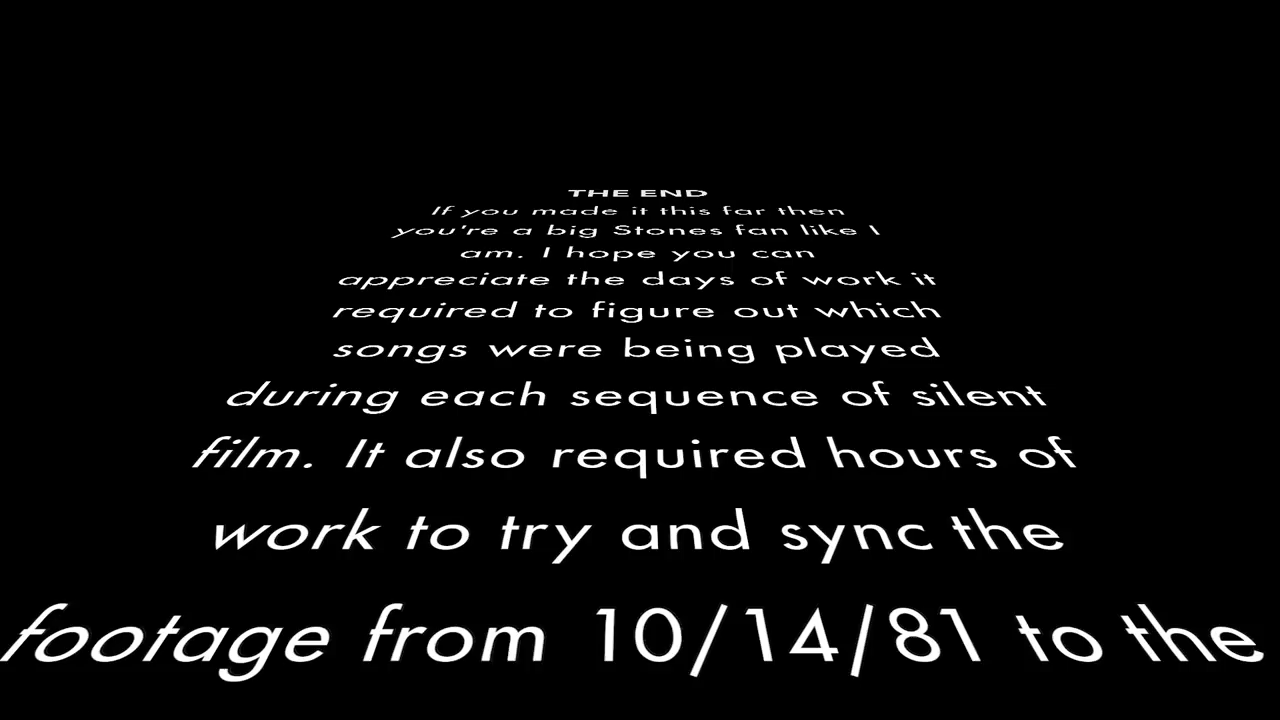 THE END
If you made it this far then
you're a big Stones fan like I
am. I hope you can
appreciate the days of work it
required to figure out which
songs were being played
during each sequence of silent
film. It also required hours of
work to try and sync the
footage from 10/14/81 to the